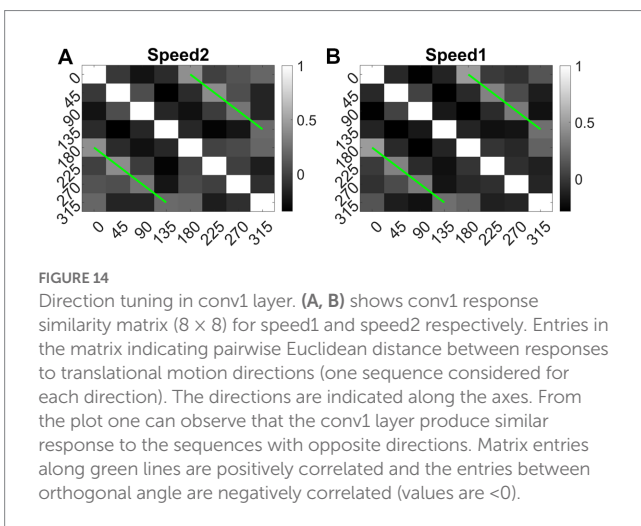 A
Speed2
B
Speed1
0
45
90
135
180
225
270
315
0
45
90
135
180
225
270
315
1
0.5
0
0
45
90
135
180
225
270
315
0
45
90
135
180
225
270
315
1
0.5
0
FIGURE 14
Direction tuning in conv1 layer. (A, B) shows conv1 response
similarity matrix (8 × 8) for speed1 and speed2 respectively. Entries in
the matrix indicating pairwise Euclidean distance between responses
to translational motion directions (one sequence considered for
each direction). The directions are indicated along the axes. From
the plot one can observe that the conv1 layer produce similar
response to the sequences with opposite directions. Matrix entries
along green lines are positively correlated and the entries between
orthogonal angle are negatively correlated (values are <0).